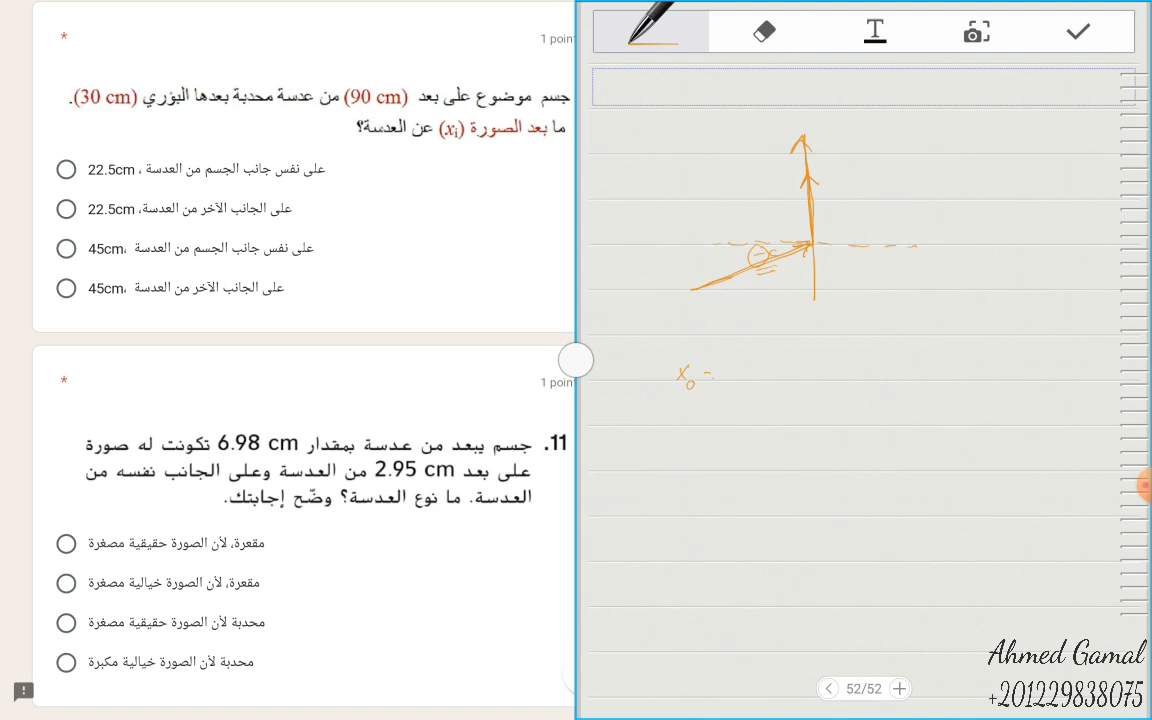 *
1 poin
جسم موضوع على بعد (90 cm) من عدسة محدبة بعدها البؤري (30 cm).
ما بعد الصورة (xᵢ) عن العدسة؟
22.5cm ، على نفس جانب الجسم من العدسة
22.5cm ،على الجانب الآخر من العدسة
45cm، على نفس جانب الجسم من العدسة
45cm، على الجانب الآخر من العدسة
*
1 poin
11. جسم يبعد من عدسة بمقدار 6.98 cm تكونت له صورة
على بعد 2.95 cm من العدسة وعلى الجانب نفسه من
العدسة. ما نوع العدسة؟ وضّح إجابتك.
مقعرة، لأن الصورة حقيقية مصغرة
مقعرة، لأن الصورة خيالية مصغرة
محدبة لأن الصورة حقيقية مصغرة
محدبة لأن الصورة خيالية مكبرة
T
x₀ -
52/52
Ahmed Gamal
+201229838075